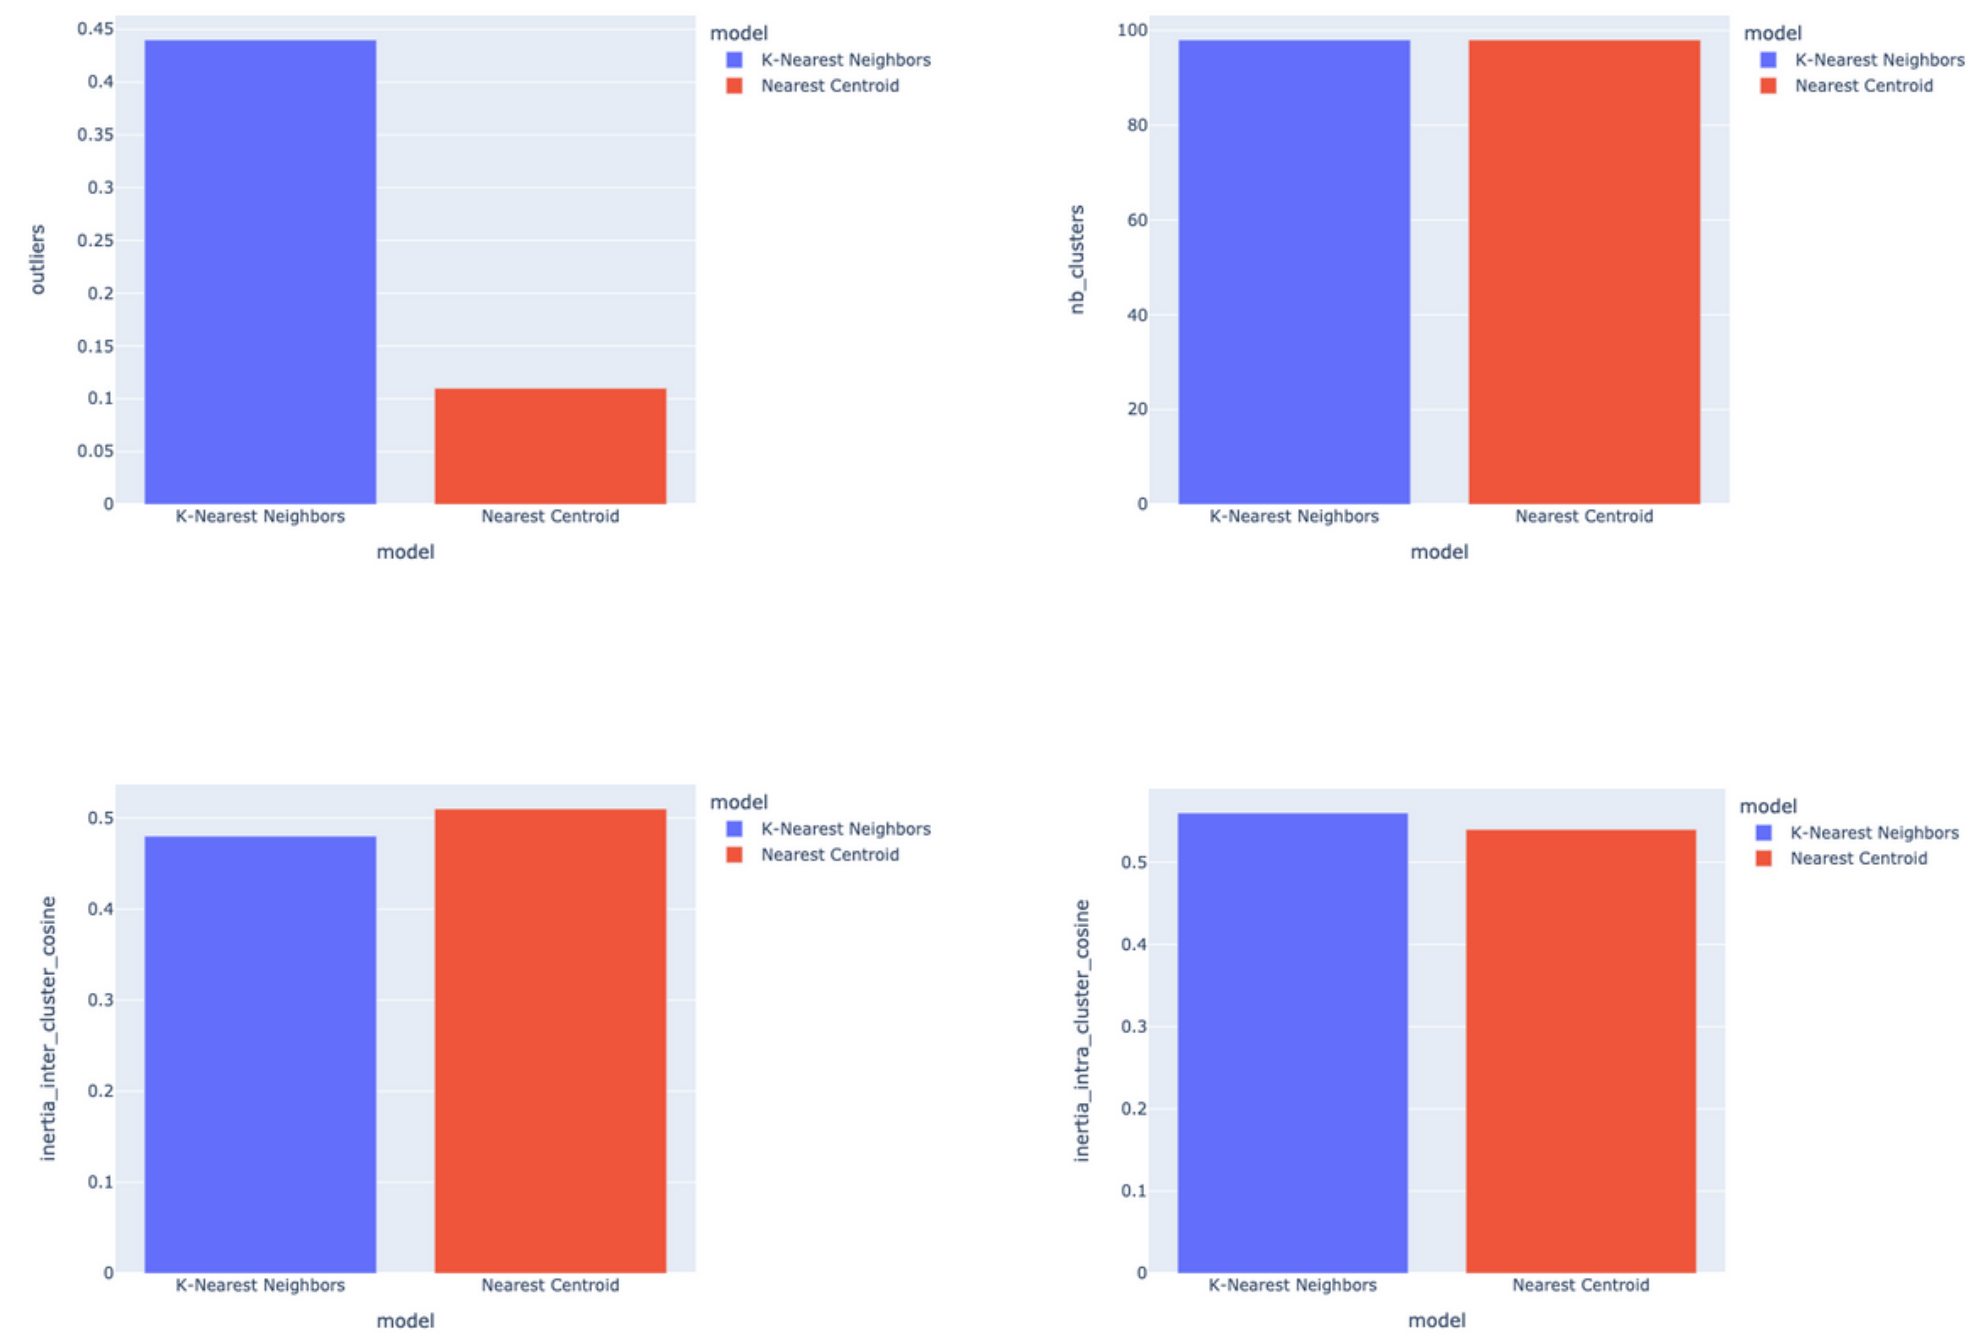 outliers
0.45
0.4
0.35
0.3
0.25
0.2
0.15
0.1
0.05
0
K-Nearest Neighbors
Nearest Centroid
model
model
K-Nearest Neighbors
Nearest Centroid
nb_clusters
100
80
60
40
20
0
K-Nearest Neighbors
Nearest Centroid
model
model
K-Nearest Neighbors
Nearest Centroid
inertia_inter_cluster_cosine
0.5
0.4
0.3
0.2
0.1
0
K-Nearest Neighbors
Nearest Centroid
model
model
K-Nearest Neighbors
Nearest Centroid
inertia_intra_cluster_cosine
0.5
0.4
0.3
0.2
0.1
0
K-Nearest Neighbors
Nearest Centroid
model
model
K-Nearest Neighbors
Nearest Centroid